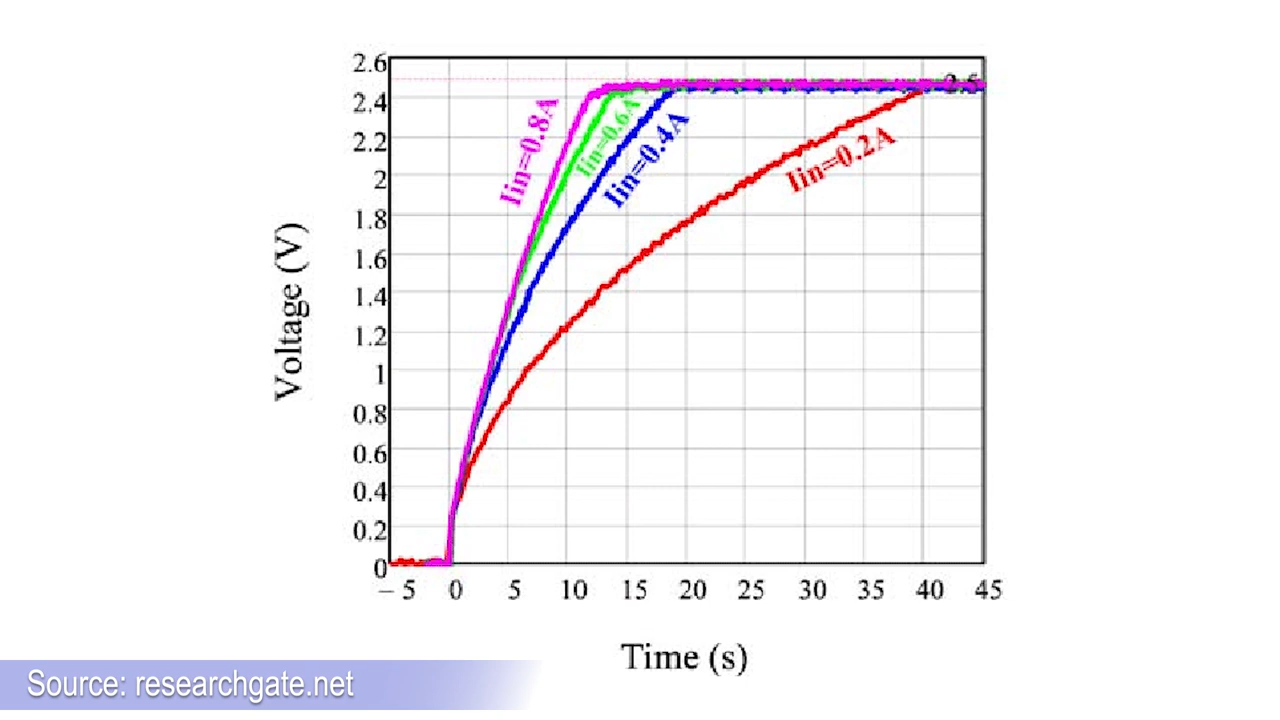 2.6
2.4
2.2
2
1.8
1.6
1.4
1.2
1
0.8
0.6
0.4
0.2
0
Voltage (V)
Iin=0.8A
Iin=0.6A
Iin=0.4A
Iin=0.2A
2.5
– 5 0 5 10 15 20 25 30 35 40 45
Time (s)
Source: researchgate.net